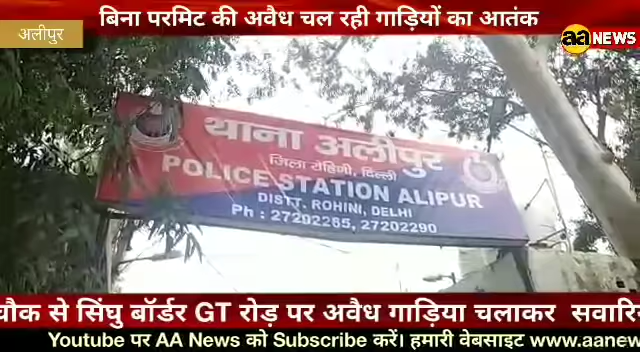 बिना परमिट की अवैध चल रही गाड़ियों का आतंक
अलीपुर
aa NEWS
थाना अलीपुर
जिला रोहिणी, दिल्ली
POLICE STATION ALIPUR
DISTT. ROHINI, DELHI
Ph : 27202265, 27202290
चौक से सिंघु बॉर्डर GT रोड़ पर अवैध गाड़िया चलाकर सवारि
Youtube पर AA News को Subscribe करें। हमारी वेबसाइट www.aanew